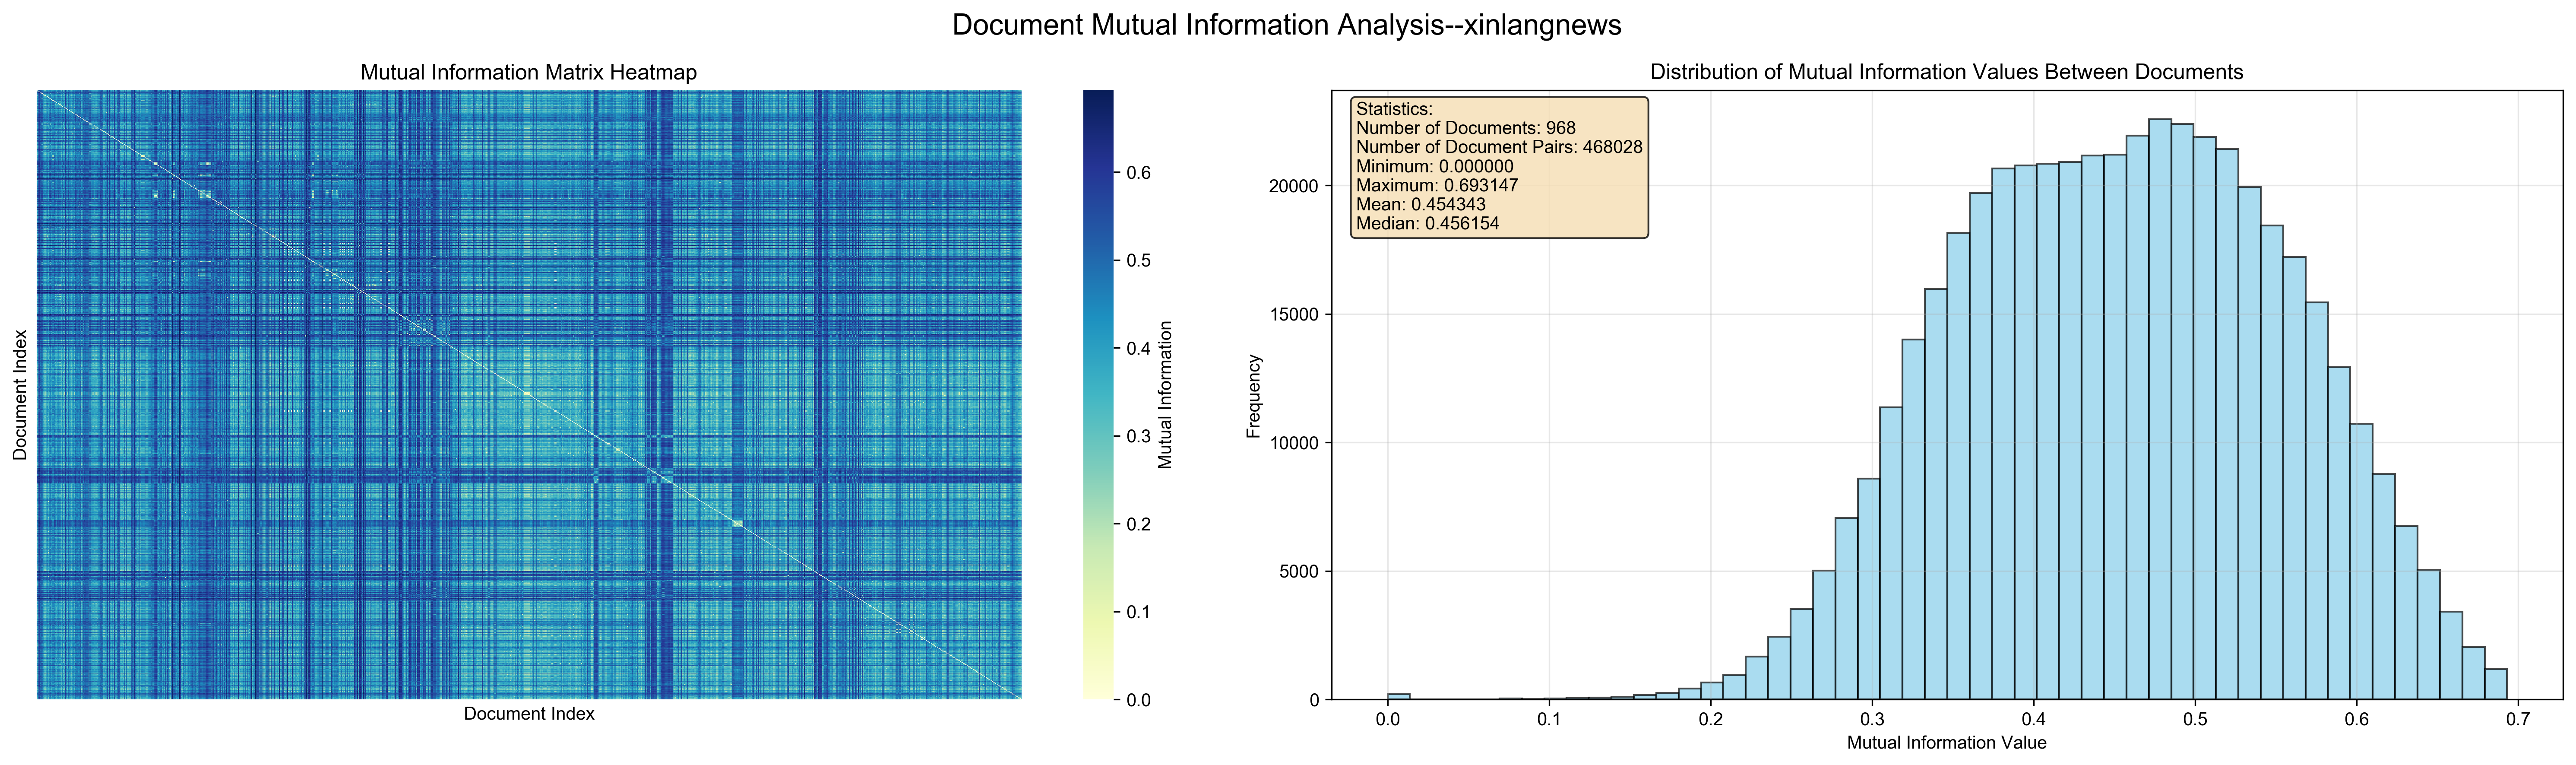 Document Mutual Information Analysis--xinlangnews
Mutual Information Matrix Heatmap
Document Index
Document Index
0.6
0.5
0.4
0.3
0.2
0.1
0.0
Mutual Information
Distribution of Mutual Information Values Between Documents
Statistics:
Number of Documents: 968
Number of Document Pairs: 468028
Minimum: 0.000000
Maximum: 0.693147
Mean: 0.454343
Median: 0.456154
Frequency
20000
15000
10000
5000
0
0.0 0.1 0.2 0.3 0.4 0.5 0.6 0.7
Mutual Information Value